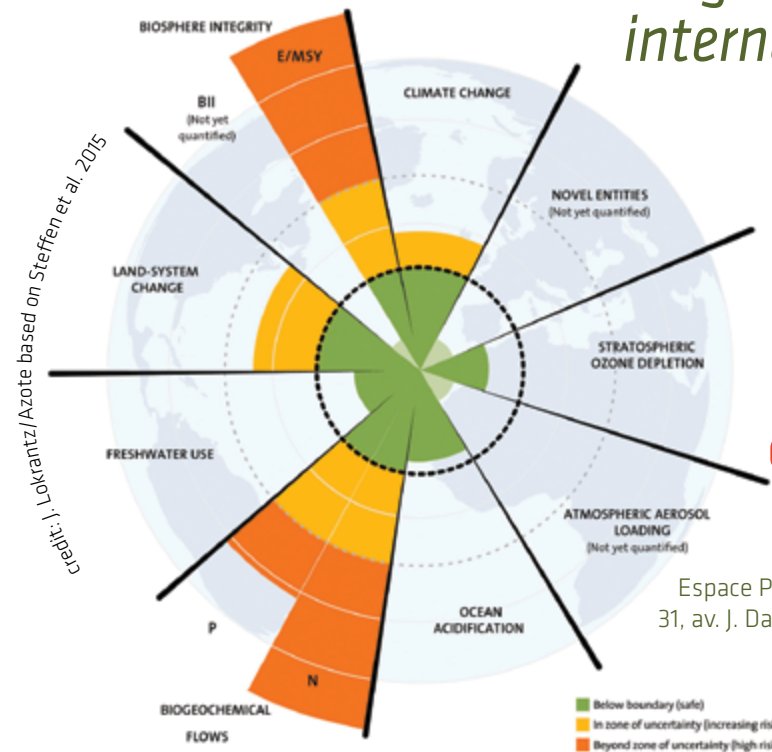 intern
BIOSPHERE INTEGRITY
E/MSY
BII
(Not yet
quantified)
CLIMATE CHANGE
NOVEL ENTITIES
(Not yet quantified)
LAND-SYSTEM
CHANGE
STRATOSPHERIC
OZONE DEPLETION
FRESHWATER USE
ATMOSPHERIC AEROSOL
LOADING
(Not yet quantified)
OCEAN
ACIDIFICATION
P
N
BIOGEOCHEMICAL
FLOWS
credit: J. Lokrantz/Azote based on Steffen et al. 2015
Espace P
31, av. J. Da
Below boundary (safe)
In zone of uncertainty (increasing ris
Beyond zone of uncertainty (high ris